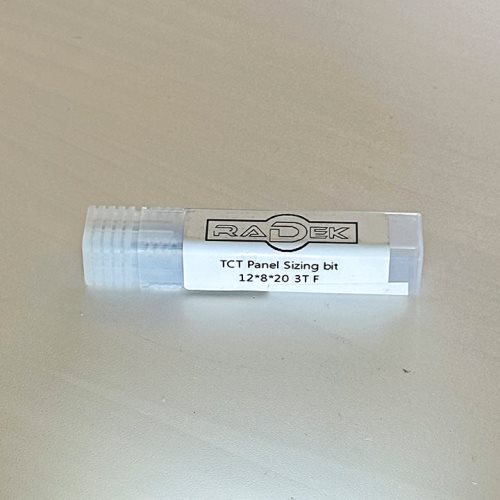 RADEK
TCT Panel Sizing bit
12*8*20 3T F